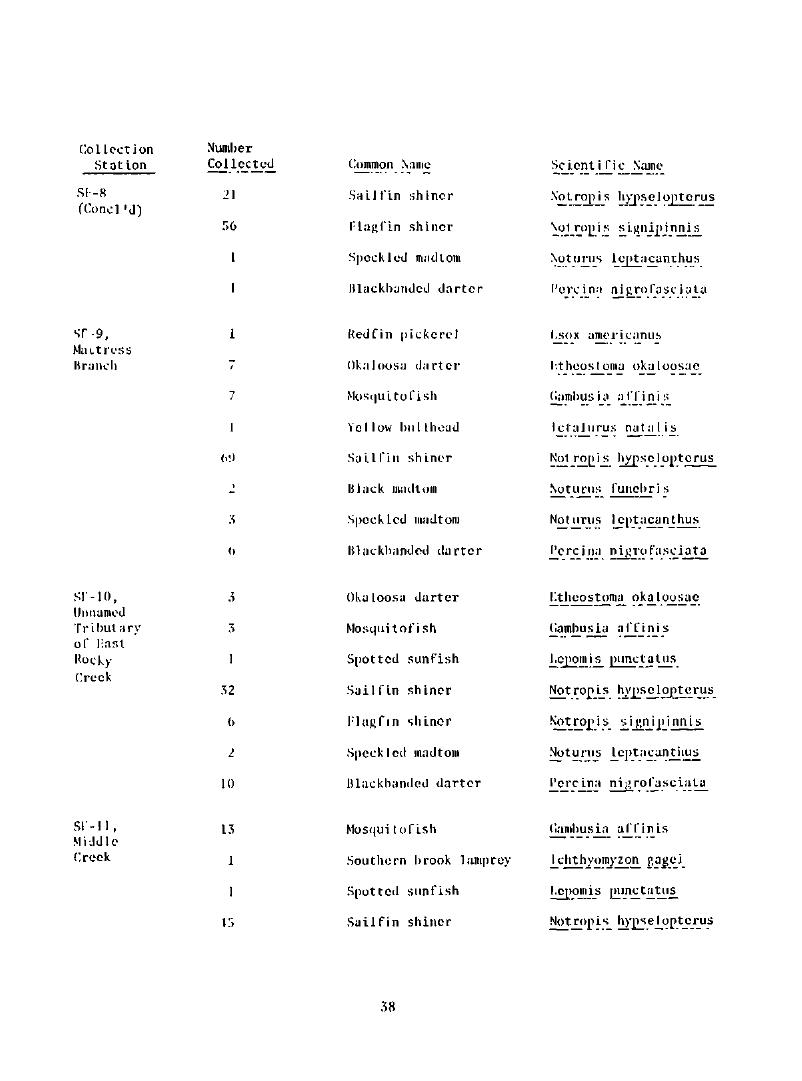 Collection Number
Station Collected Common Name Scientific Name
SF-8 21 Sailfin shiner Notropis hypselopterus
(Concl'd)
56 Flagfin shiner Notropis signipinnis
1 Speckled madtom Noturus leptacanthus
1 Blackbanded darter Percina nigrofasciata
SF-9, 1 Redfin pickerel Esox americanus
Mattress
Branch 7 Okaloosa darter Etheostoma okaloosae
7 Mosquitofish Gambusia affinis
1 Yellow bullhead Ictalurus natalis
69 Sailfin shiner Notropis hypselopterus
2 Black madtom Noturus funebris
3 Speckled madtom Noturus leptacanthus
6 Blackbanded darter Percina nigrofasciata
SF-10, 3 Okaloosa darter Etheostoma okaloosae
Unnamed
Tributary 3 Mosquitofish Gambusia affinis
of East
Rocky 1 Spotted sunfish Lepomis punctatus
Creek
32 Sailfin shiner Notropis hypselopterus
6 Flagfin shiner Notropis signipinnis
2 Speckled madtom Noturus leptacanthus
10 Blackbanded darter Percina nigrofasciata
SF-11, 13 Mosquitofish Gambusia affinis
Middle
Creek 1 Southern brook lamprey Ichthyomyzon gagei
1 Spotted sunfish Lepomis punctatus
15 Sailfin shiner Notropis hypselopterus
38